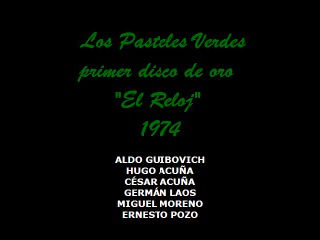 Los Pasteles Verdes
primer disco de oro
"El Reloj"
1974
ALDO GUIBOVICH
HUGO ACUÑA
CÉSAR ACUÑA
GERMÁN LAOS
MIGUEL MORENO
ERNESTO POZO